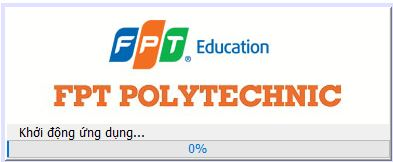 FPT Education
FPT POLYTECHNIC
Khởi động ứng dụng...
0%